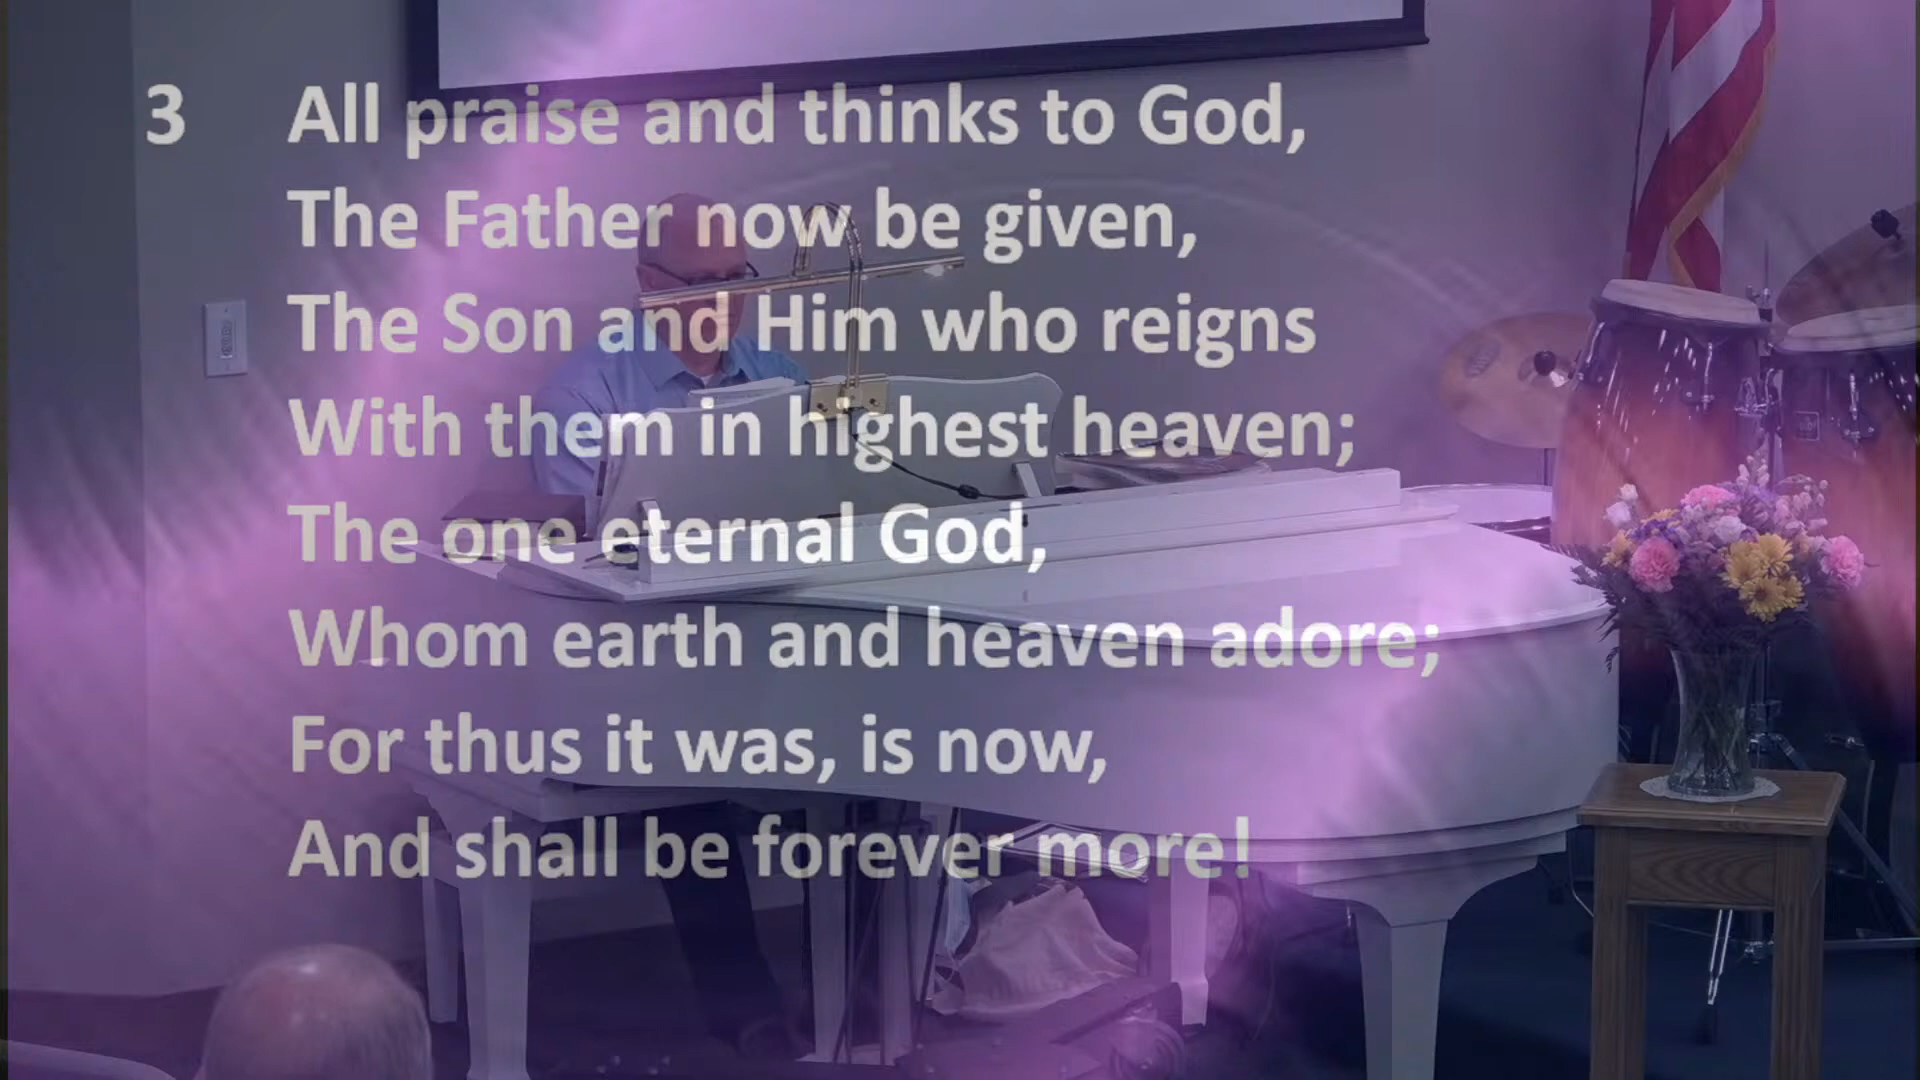 3 All praise and thinks to God,
The Father now be given,
The Son and Him who reigns
With them in highest heaven;
The one eternal God,
Whom earth and heaven adore;
For thus it was, is now,
And shall be forever more!